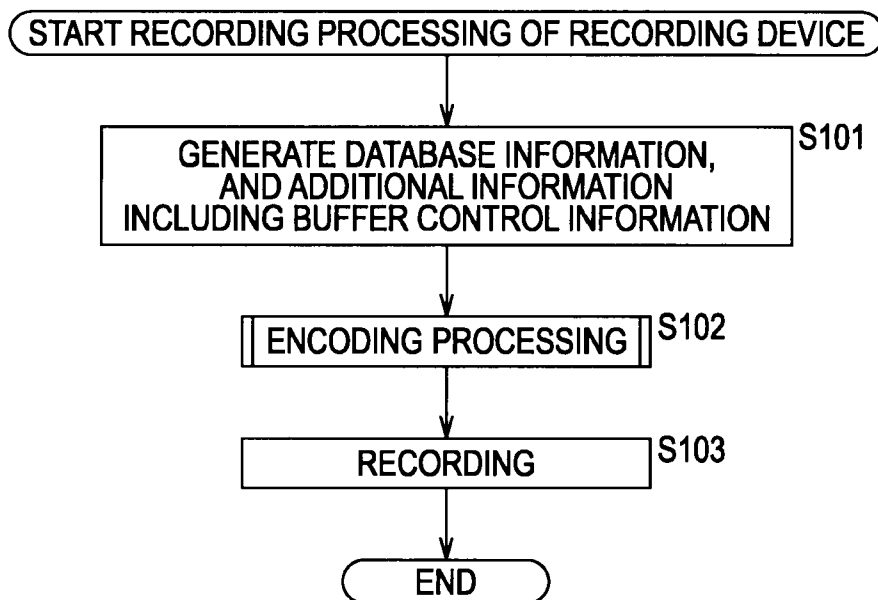 START RECORDING PROCESSING OF RECORDING DEVICE
S101
GENERATE DATABASE INFORMATION,
AND ADDITIONAL INFORMATION
INCLUDING BUFFER CONTROL INFORMATION
S102
ENCODING PROCESSING
S103
RECORDING
END